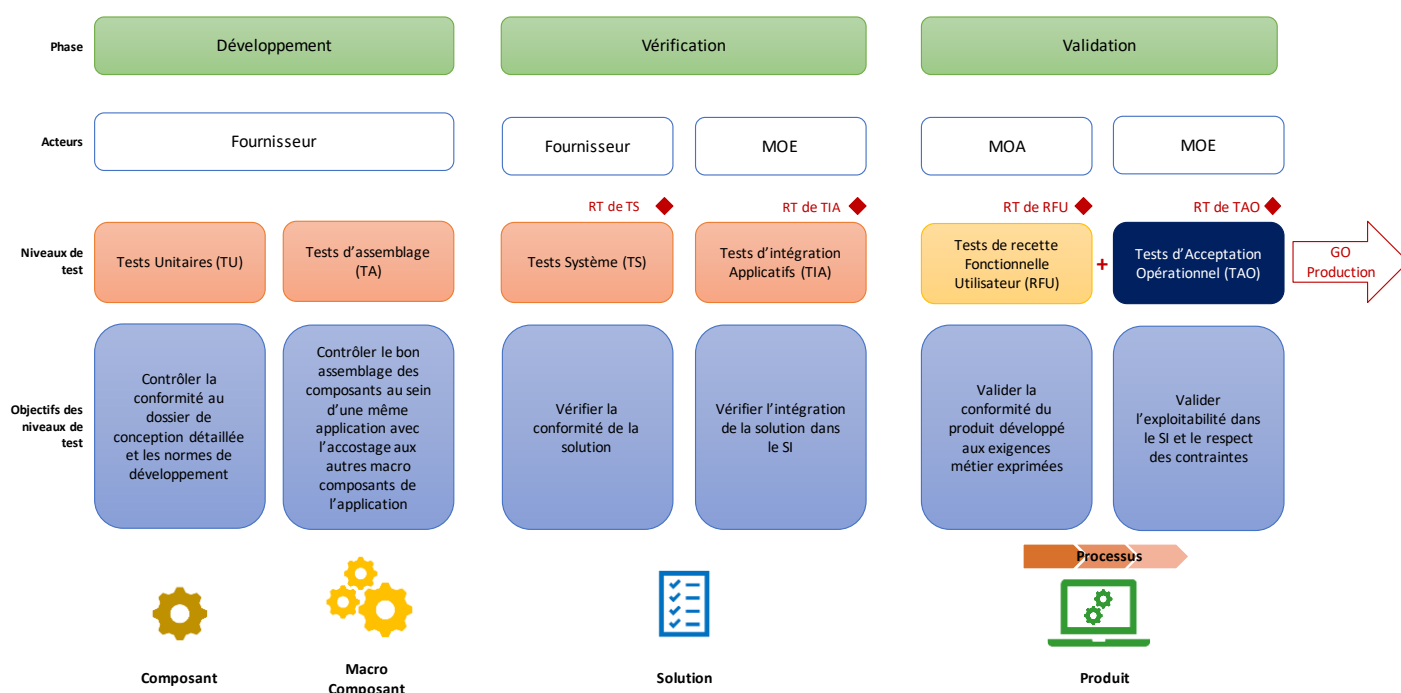 Phase
Développement
Vérification
Validation
Acteurs
Fournisseur
Fournisseur
MOE
MOA
MOE
RT de TS
RT de TIA
RT de RFU
RT de TAO
Niveaux de
test
Tests Unitaires (TU)
Tests d’assemblage
(TA)
Tests Système (TS)
Tests d’intégration
Applicatifs (TIA)
Tests de recette
Fonctionnelle
Utilisateur (RFU)
+
Tests d’Acceptation
Opérationnel (TAO)
GO
Production
Objectifs des
niveaux de
test
Contrôler la
conformité au
dossier de
conception détaillée
et les normes de
développement
Contrôler le bon
assemblage des
composants au sein
d’une même
application avec
l’accostage aux
autres macro
composants de
l’application
Vérifier la
conformité de la
solution
Vérifier l’intégration
de la solution dans
le SI
Valider la
conformité du
produit développé
aux exigences
métier exprimées
Valider
l’exploitabilité dans
le SI et le respect
des contraintes
Processus
Composant
Macro
Composant
Solution
Produit